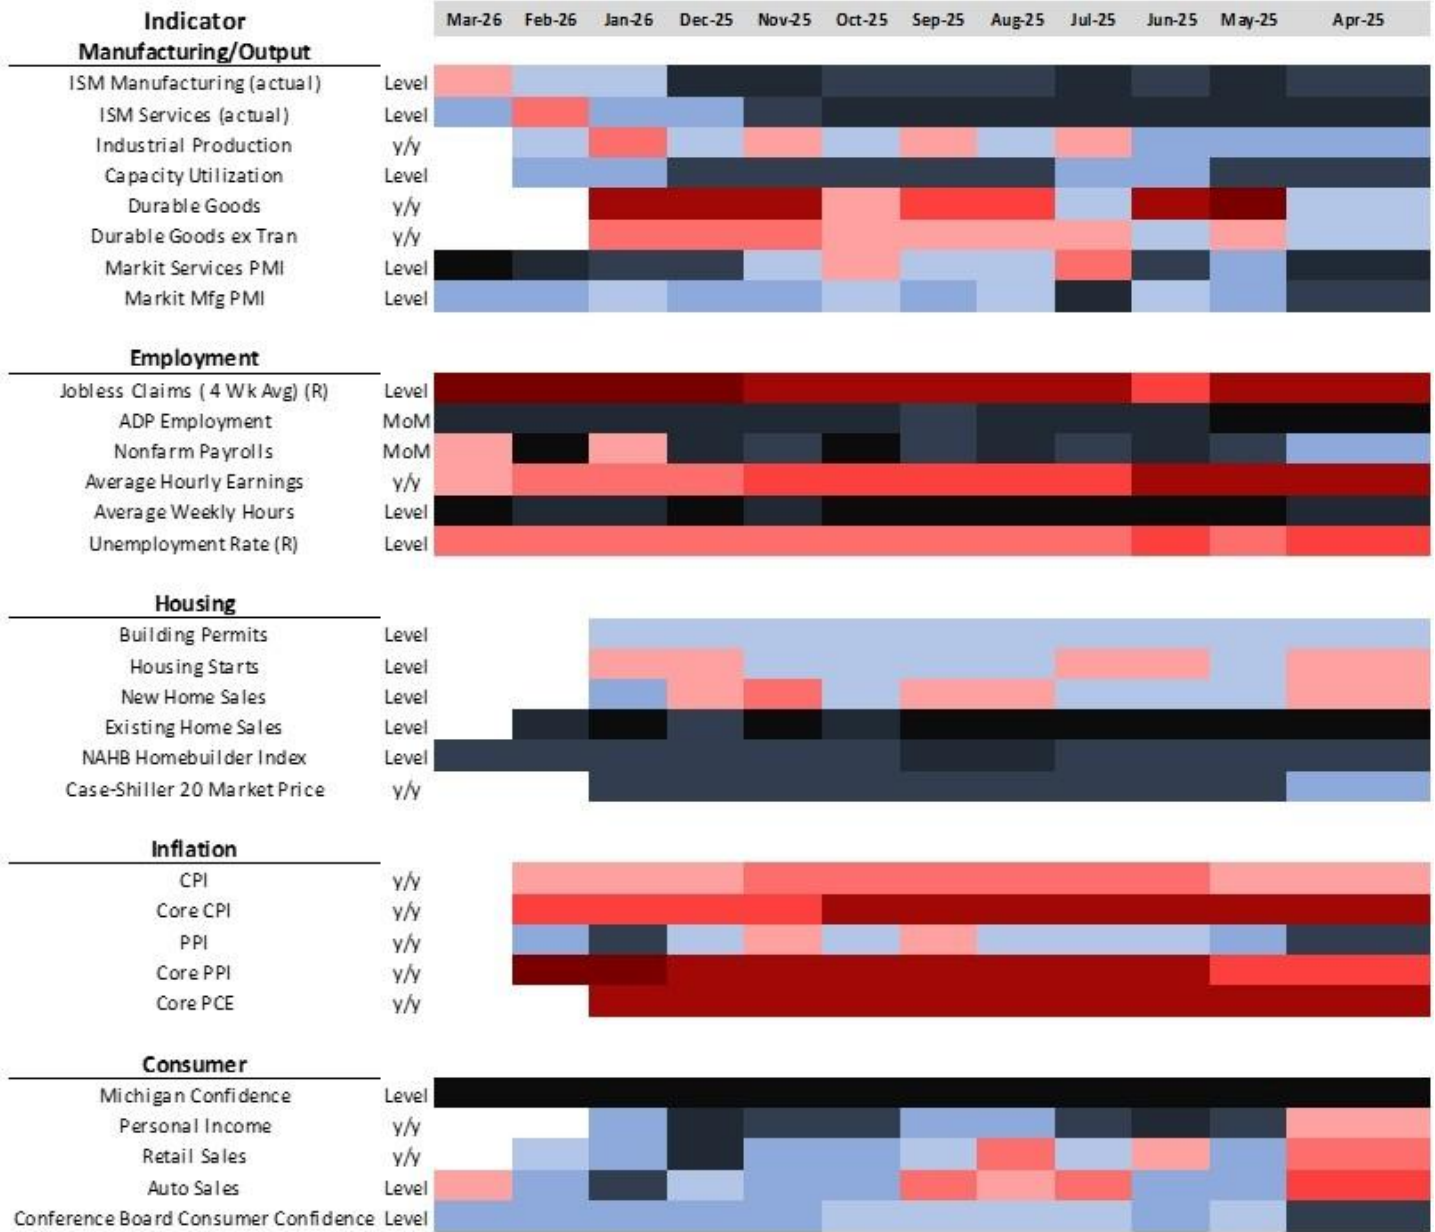 Indicator Mar-26 Feb-26 Jan-26 Dec-25 Nov-25 Oct-25 Sep-25 Aug-25 Jul-25 Jun-25 May-25 Apr-25
Manufacturing/Output
ISM Manufacturing (actual) Level
ISM Services (actual) Level
Industrial Production y/y
Capacity Utilization Level
Durable Goods y/y
Durable Goods ex Tran y/y
Markit Services PMI Level
Markit Mfg PMI Level
Employment
Jobless Claims ( 4 Wk Avg) (R) Level
ADP Employment MoM
Nonfarm Payrolls MoM
Average Hourly Earnings y/y
Average Weekly Hours Level
Unemployment Rate (R) Level
Housing
Building Permits Level
Housing Starts Level
New Home Sales Level
Existing Home Sales Level
NAHB Homebuilder Index Level
Case-Shiller 20 Market Price y/y
Inflation
CPI y/y
Core CPI y/y
PPI y/y
Core PPI y/y
Core PCE y/y
Consumer
Michigan Confidence Level
Personal Income y/y
Retail Sales y/y
Auto Sales Level
Conference Board Consumer Confidence Level